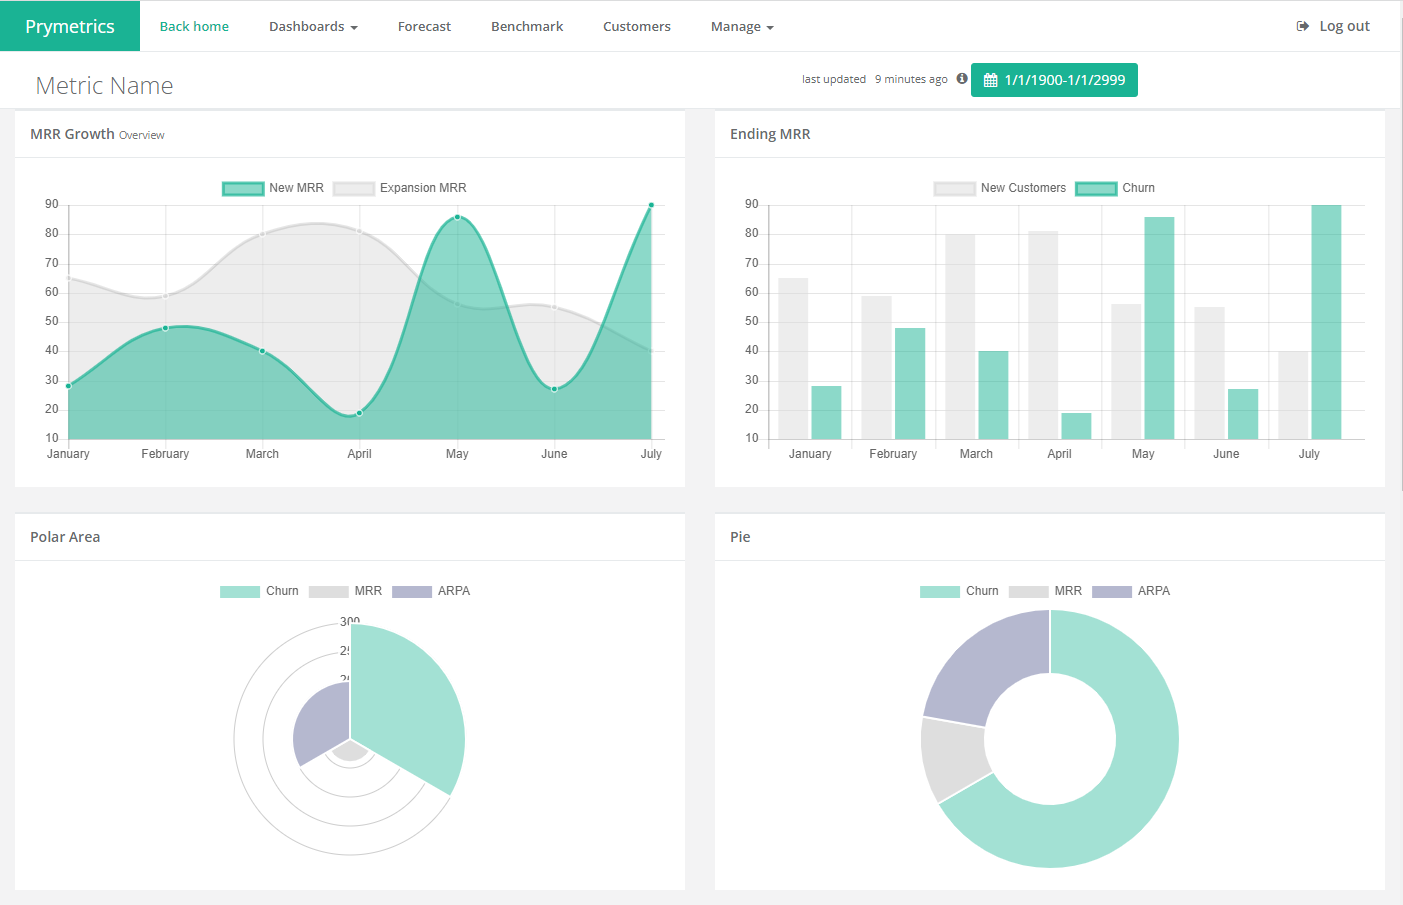 Prymetrics Back home Dashboards Forecast Benchmark Customers Manage Log out
Metric Name
last updated 9 minutes ago 1/1/1900-1/1/2999
MRR Growth Overview
New MRR Expansion MRR
90
80
70
60
50
40
30
20
10
January February March April May June July
Ending MRR
New Customers Churn
90
80
70
60
50
40
30
20
10
January February March April May June July
Polar Area
Churn MRR ARPA
300
Pie
Churn MRR ARPA